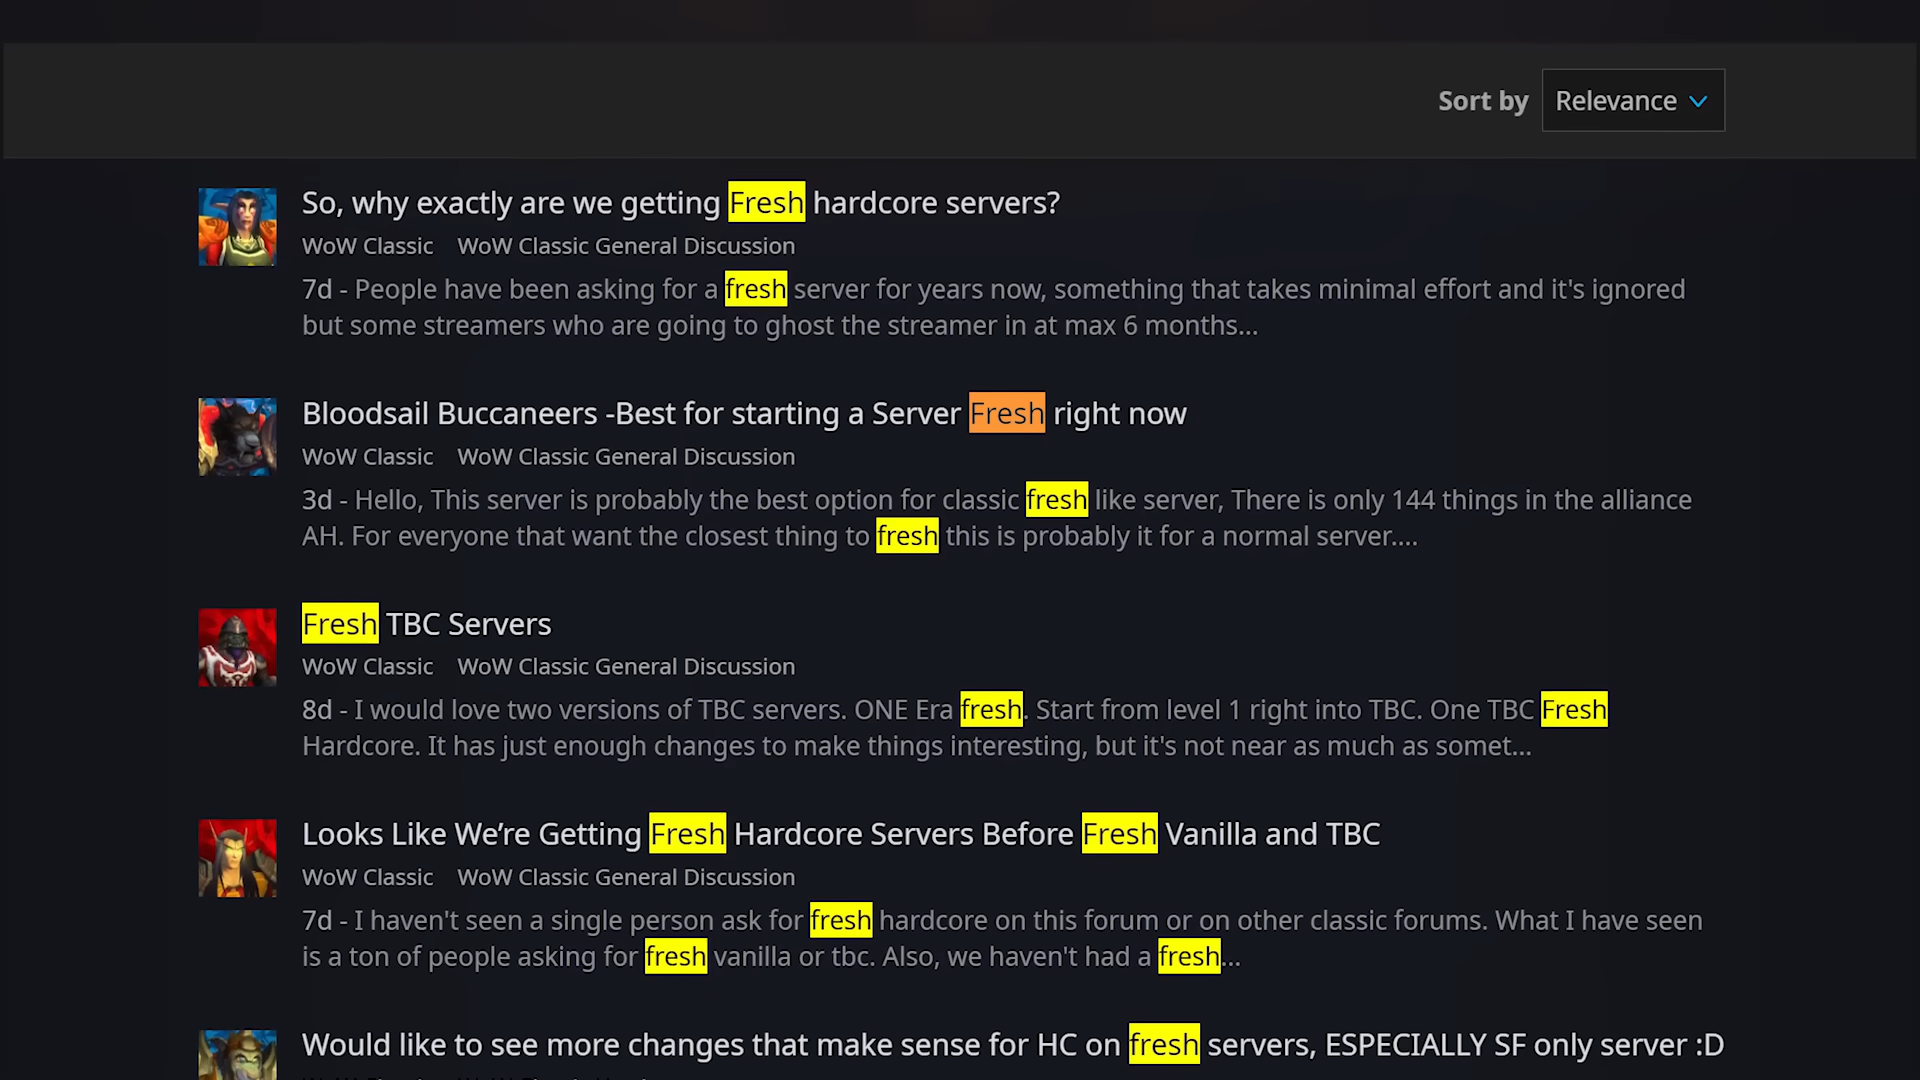 Sort by Relevance
So, why exactly are we getting Fresh hardcore servers?
WoW Classic WoW Classic General Discussion
7d - People have been asking for a fresh server for years now, something that takes minimal effort and it's ignored
but some streamers who are going to ghost the streamer in at max 6 months...
Bloodsail Buccaneers -Best for starting a Server Fresh right now
WoW Classic WoW Classic General Discussion
3d - Hello, This server is probably the best option for classic fresh like server, There is only 144 things in the alliance
AH. For everyone that want the closest thing to fresh this is probably it for a normal server....
Fresh TBC Servers
WoW Classic WoW Classic General Discussion
8d - I would love two versions of TBC servers. ONE Era fresh. Start from level 1 right into TBC. One TBC Fresh
Hardcore. It has just enough changes to make things interesting, but it's not near as much as somet...
Looks Like We’re Getting Fresh Hardcore Servers Before Fresh Vanilla and TBC
WoW Classic WoW Classic General Discussion
7d - I haven't seen a single person ask for fresh hardcore on this forum or on other classic forums. What I have seen
is a ton of people asking for fresh vanilla or tbc. Also, we haven't had a fresh...
Would like to see more changes that make sense for HC on fresh servers, ESPECIALLY SF only server :D